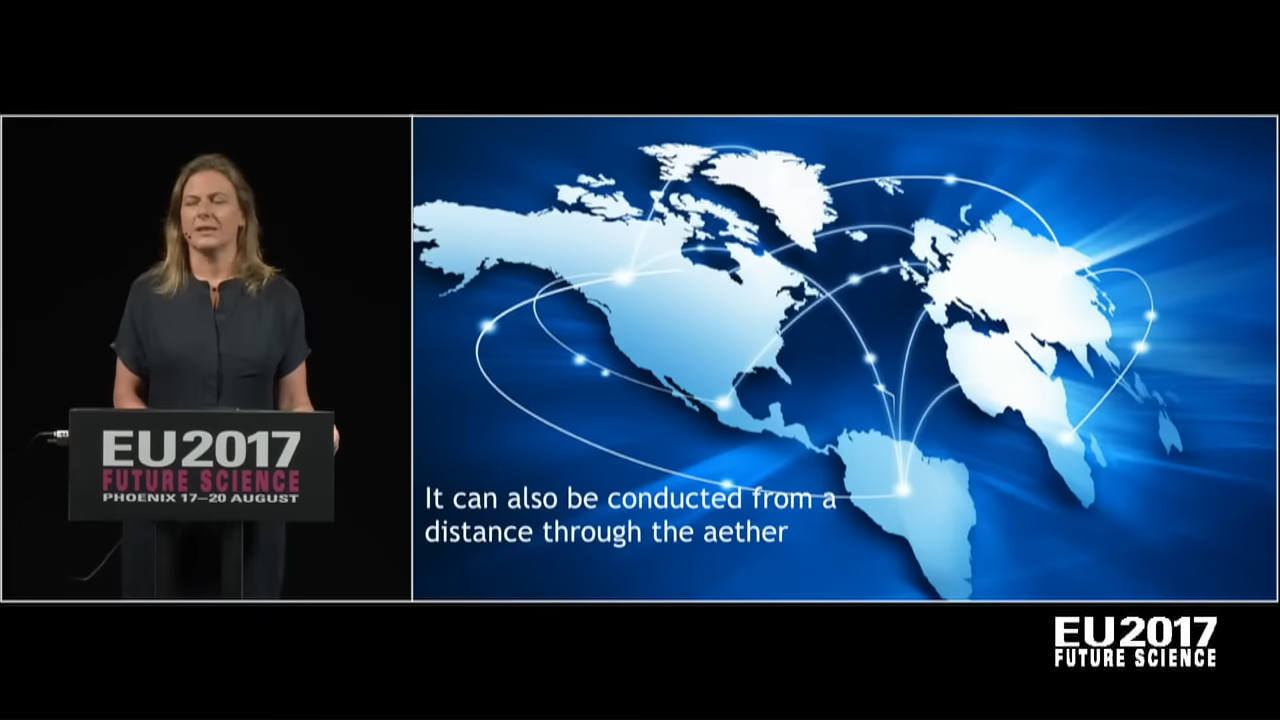 EU2017
FUTURE SCIENCE
PHOENIX 17–20 AUGUST
It can also be conducted from a
distance through the aether
EU2017
FUTURE SCIENCE